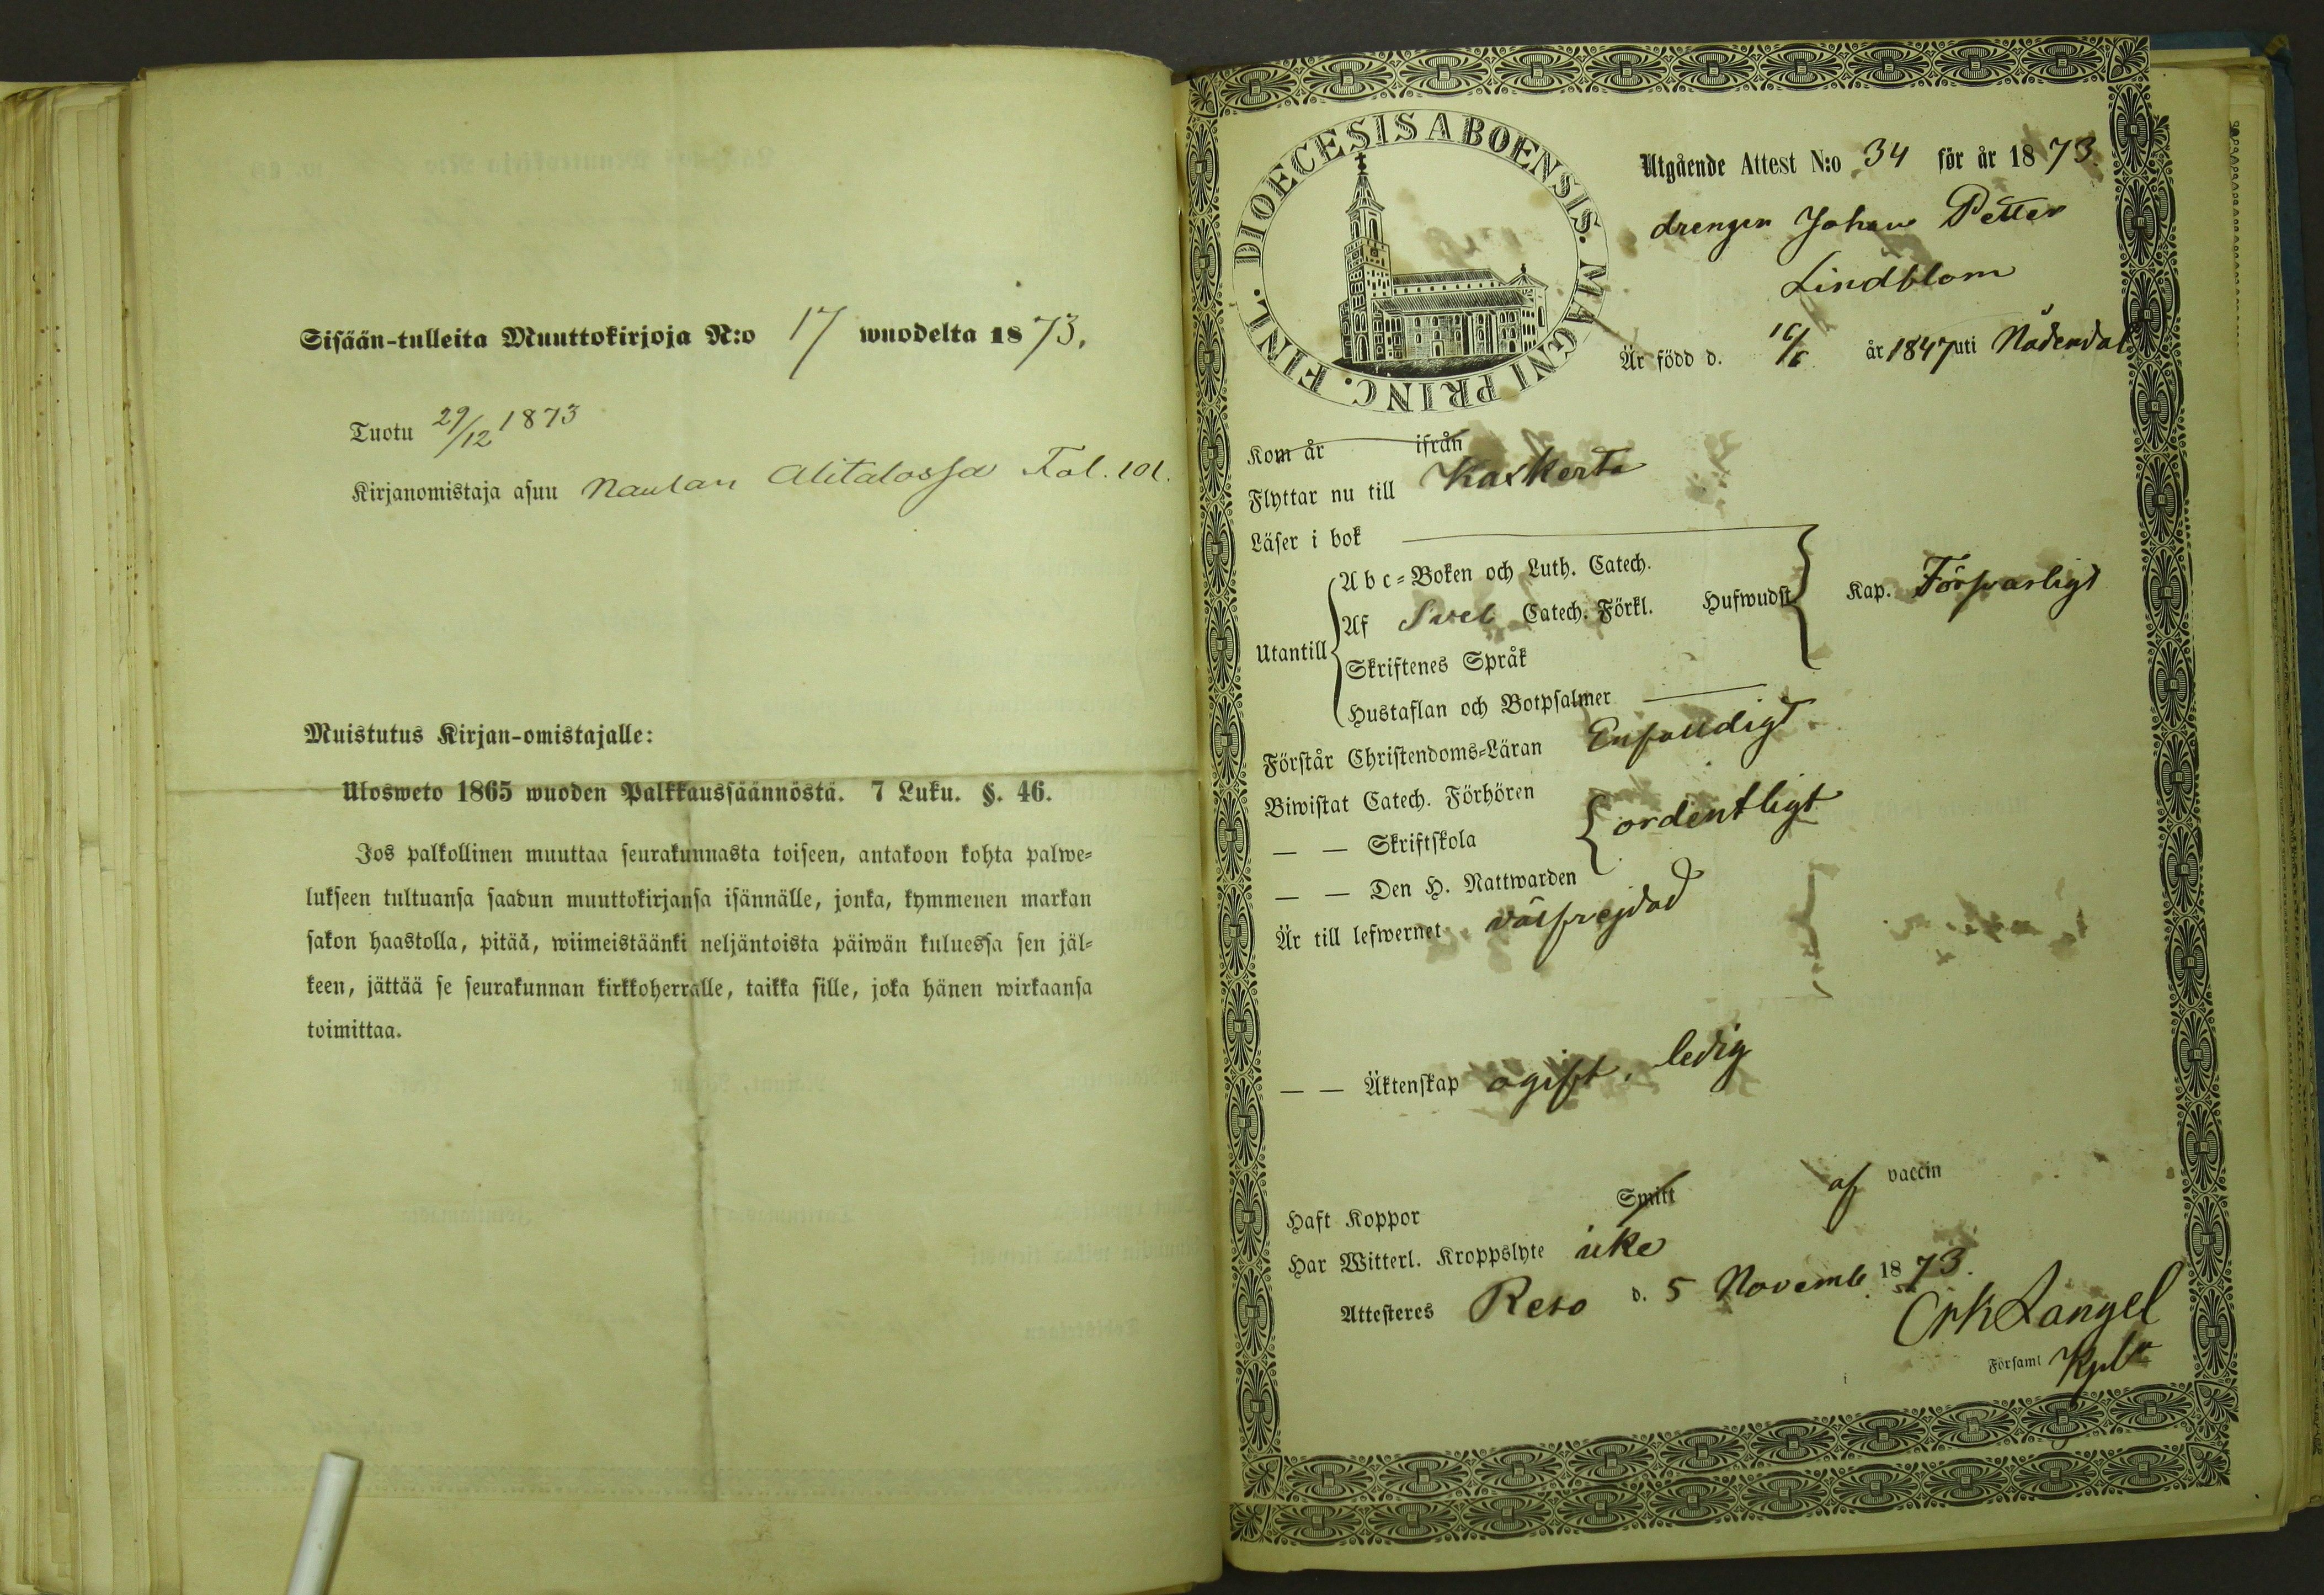 Sisään-tulleita Muuttokirjoja N:o 17 wuodelta 1873.
Tuotu 29/12 1873
Kirjanomistaja asuu Naulan Alitalossa Fol. 101.
Muistutus Kirjan-omistajalle:
Ulosweto 1865 wuoden Palkkaussäännöstä. 7 Luku. §. 46.
Jos palkollinen muuttaa seurakunnasta toiseen, antakoon kohta palwe=
lukseen tultuansa saadun muuttokirjansa isännälle, jonka, kymmenen markan
sakon haastolla, pitää, wiimeistäänki neljäntoista päiwän kuluessa sen jäl=
keen, jättää se seurakunnan kirkkoherralle, taikka sille, joka hänen wirkaansa
toimittaa.
DIOECESIS ABOENSIS. MAGNI PRINC. FINL.
Utgående Attest N:o 34 för år 1873.
drengen Johan Petter
Lindblom
Är född d. 16/6 år 1847 uti Nådendal
Kom år ifrån
Flyttar nu till Kaskerta
Läser i bok
Utantill
Abc=Boken och Luth. Catech.
Af Svel Catech. Förkl. Hufwudst. Kap. Försvarligt
Skriftenes Språk
Hustaflan och Botpsalmer
Förstår Christendoms=Läran Enfalldigt
Biwistat Catech. Förhören
— — Skriftskola ordentligt
— — Den H. Nattwarden
Är till lefwernet välfrejdad
— — Äktenskap ogift, ledig
Haft Koppor Smitt af vaccin
Har Witterl. Kroppslyte icke
Attesteres Reso d. 5 Novemb. 1873.
Langel
Församl